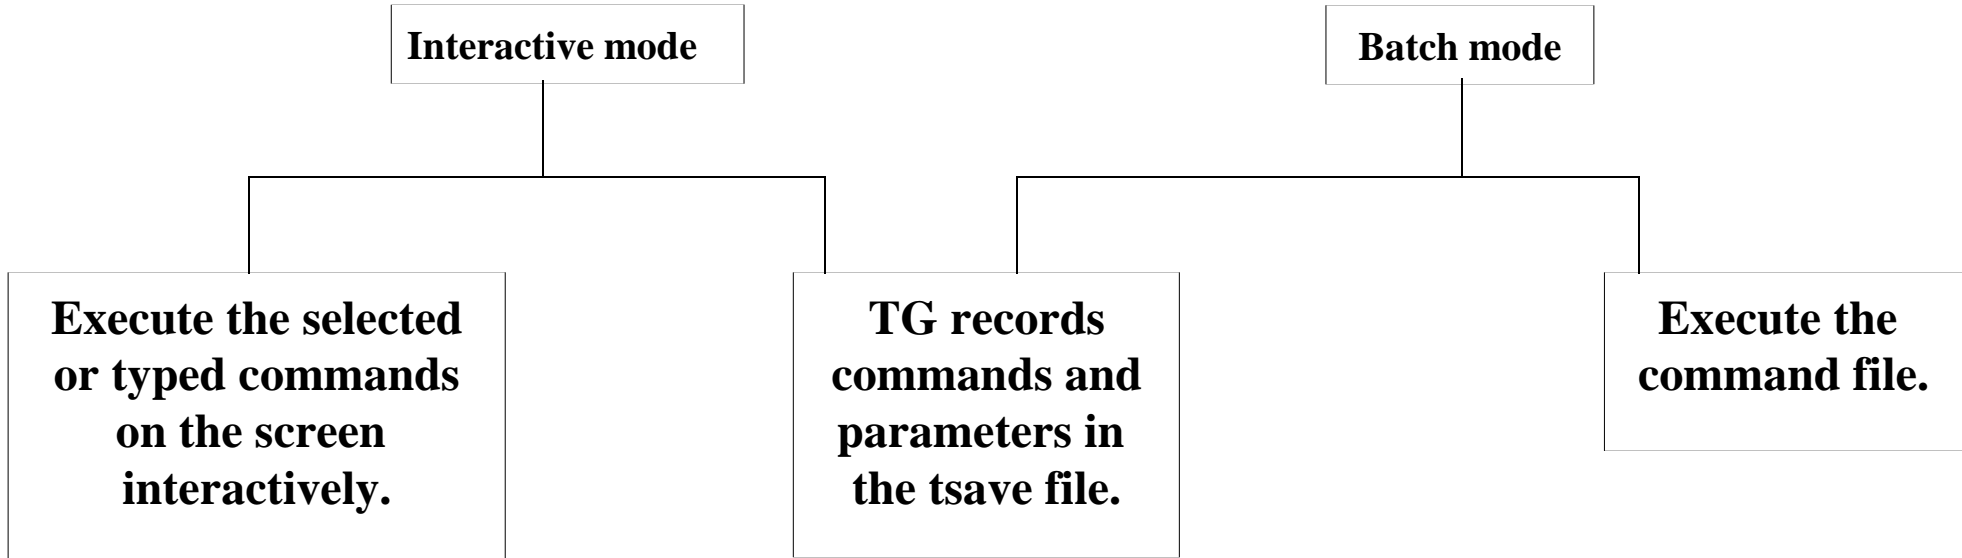 Interactive mode
Batch mode
Execute the selected
or typed commands
on the screen
interactively.
TG records
commands and
parameters in
the tsave file.
Execute the
command file.